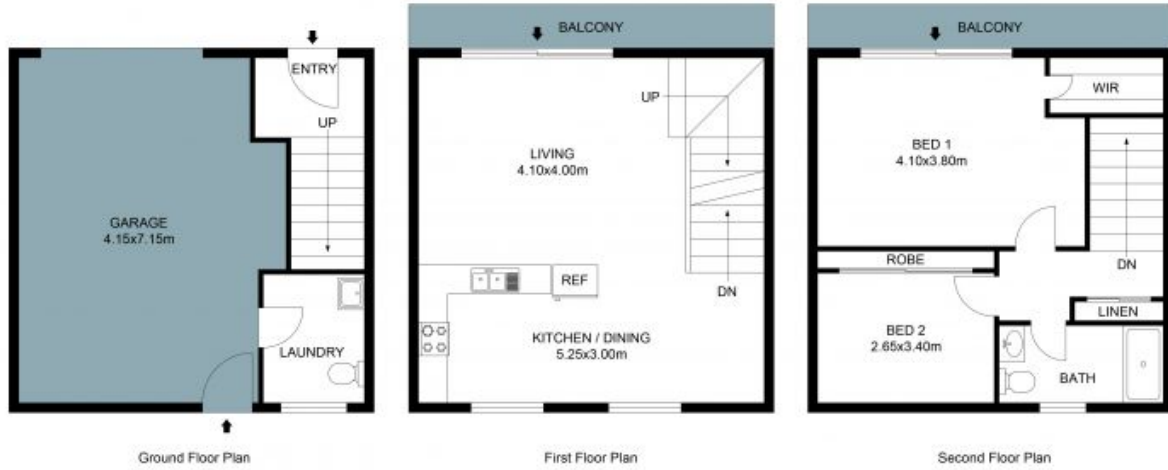 ENTRY
UP
GARAGE
4.15x7.15m
LAUNDRY
Ground Floor Plan
BALCONY
UP
LIVING
4.10x4.00m
REF
DN
KITCHEN / DINING
5.25x3.00m
First Floor Plan
BALCONY
WIR
BED 1
4.10x3.80m
ROBE
DN
LINEN
BED 2
2.65x3.40m
BATH
Second Floor Plan